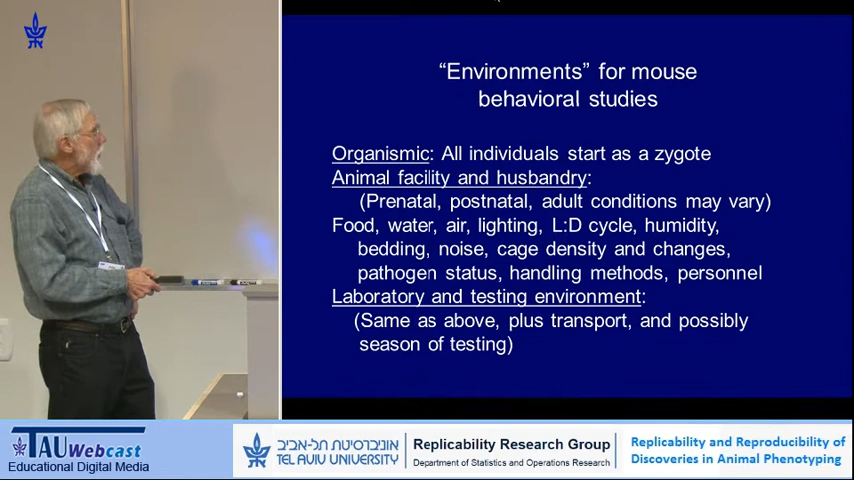 “Environments” for mouse
behavioral studies
Organismic: All individuals start as a zygote
Animal facility and husbandry:
(Prenatal, postnatal, adult conditions may vary)
Food, water, air, lighting, L:D cycle, humidity,
bedding, noise, cage density and changes,
pathogen status, handling methods, personnel
Laboratory and testing environment:
(Same as above, plus transport, and possibly
season of testing)
TAU Webcast
Educational Digital Media
אוניברסיטת תל-אביב
TEL AVIV UNIVERSITY
Replicability Research Group
Department of Statistics and Operations Research
Replicability and Reproducibility of
Discoveries in Animal Phenotyping